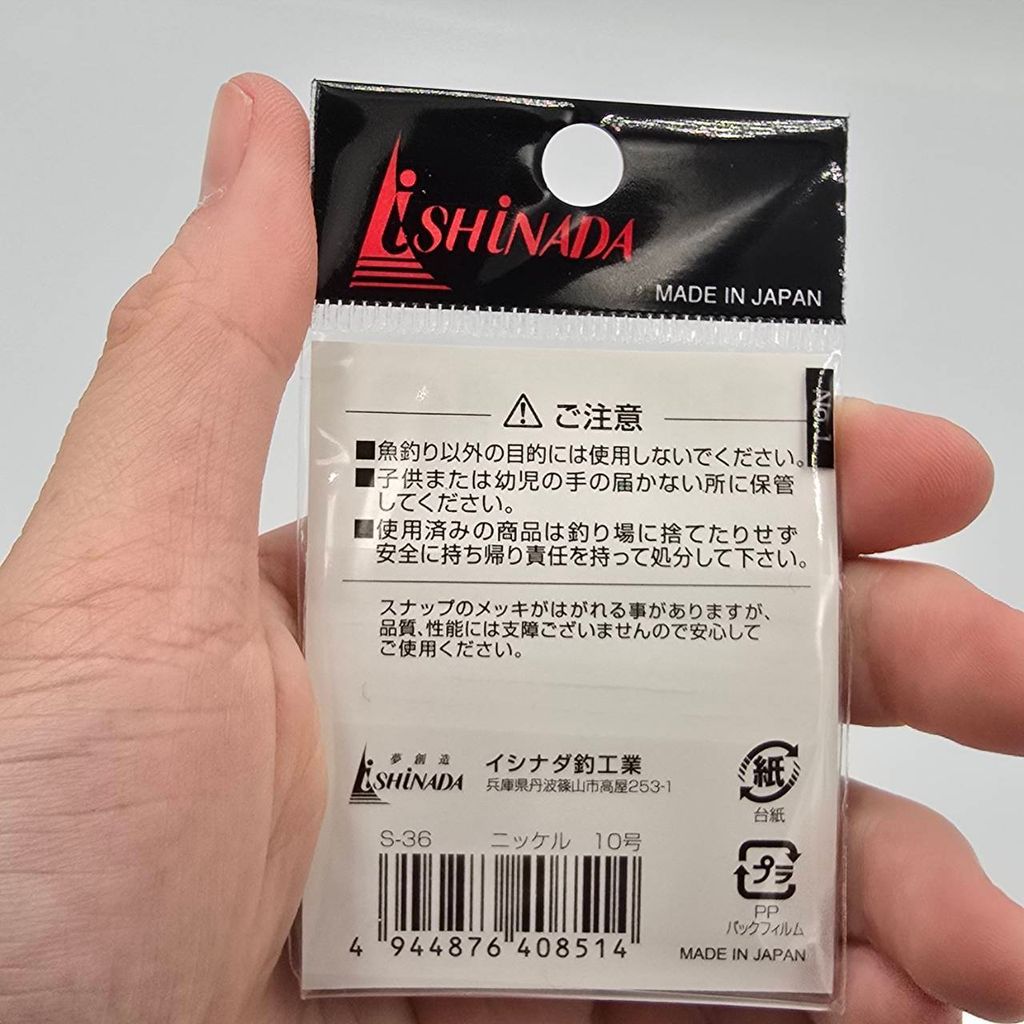 ISHINADA
MADE IN JAPAN
No.1
⚠ ご注意
■魚釣り以外の目的には使用しないでください。
■子供または幼児の手の届かない所に保管
してください。
■使用済みの商品は釣り場に捨てたりせず
安全に持ち帰り責任を持って処分して下さい。
スナップのメッキがはがれる事がありますが、
品質、性能には支障ございませんので安心して
ご使用ください。
夢創造
ISHINADA
イシナダ釣工業
兵庫県丹波篠山市高屋253-1
紙
台紙
S-36 ニッケル 10号
4 944876 408514
プラ
PP
パックフィルム
MADE IN JAPAN